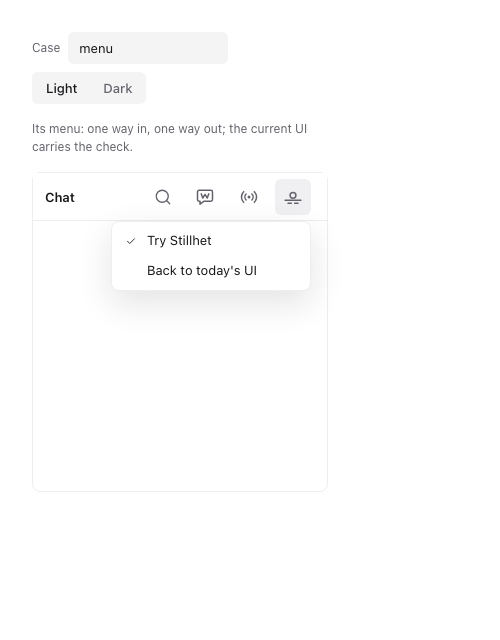 Case menu
Light Dark
Its menu: one way in, one way out; the current UI
carries the check.
Chat
Try Stillhet
Back to today's UI